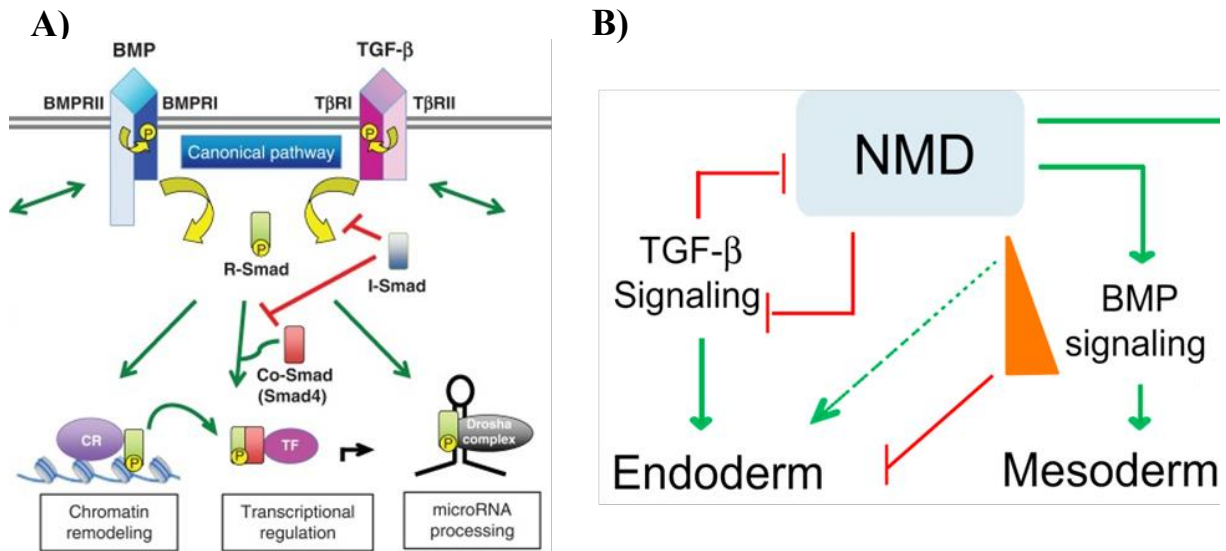 A)
BMP
TGF-β
BMPRII
BMPRI
TβRI
TβRII
P
P
Canonical pathway
P
R-Smad
I-Smad
Co-Smad
(Smad4)
CR
P
P
TF
Drosha
complex
P
Chromatin
remodeling
Transcriptional
regulation
microRNA
processing
B)
NMD
TGF-β
Signaling
BMP
signaling
Endoderm
Mesoderm